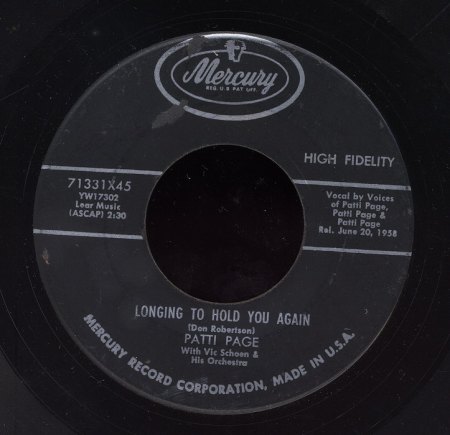 Mercury
REG. U S PAT. OFF.
HIGH FIDELITY
71331X45
YW17302
Lear Music
(ASCAP) 2:30
Vocal by Voices
of Patti Page,
Patti Page &
Patti Page
Rel. June 20, 1958
LONGING TO HOLD YOU AGAIN
(Don Robertson)
PATTI PAGE
With Vic Schoen &
His Orchestra
MERCURY RECORD CORPORATION, MADE IN U.S.A.